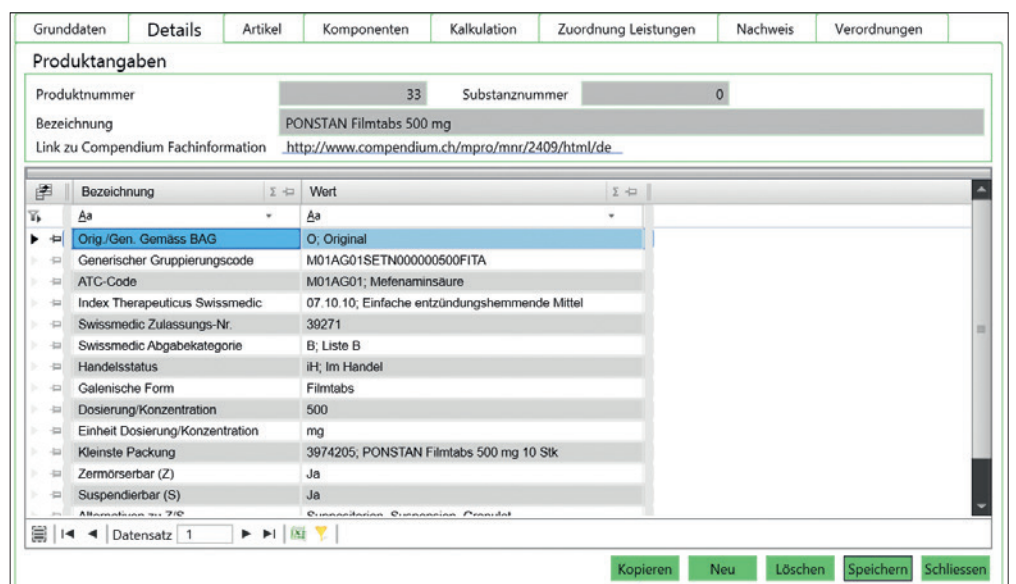 Grunddaten Details Artikel Komponenten Kalkulation Zuordnung Leistungen Nachweis Verordnungen
Produktangaben
Produktnummer 33 Substanznummer 0
Bezeichnung PONSTAN Filmtabs 500 mg
Link zu Compendium Fachinformation http://www.compendium.ch/mpro/mnr/2409/html/de
Bezeichnung Σ Wert Σ
Aa Aa
Orig./Gen. Gemäss BAG O; Original
Generischer Gruppierungscode M01AG01SETN000000500FITA
ATC-Code M01AG01; Mefenaminsäure
Index Therapeuticus Swissmedic 07.10.10; Einfache entzündungshemmende Mittel
Swissmedic Zulassungs-Nr. 39271
Swissmedic Abgabekategorie B; Liste B
Handelsstatus iH; Im Handel
Galenische Form Filmtabs
Dosierung/Konzentration 500
Einheit Dosierung/Konzentration mg
Kleinste Packung 3974205; PONSTAN Filmtabs 500 mg 10 Stk
Zermörserbar (Z) Ja
Suspendierbar (S) Ja
Alternativen zu Z/S Suppositorien, Suspension, Granulat
Datensatz 1
Kopieren Neu Löschen Speichern Schliessen